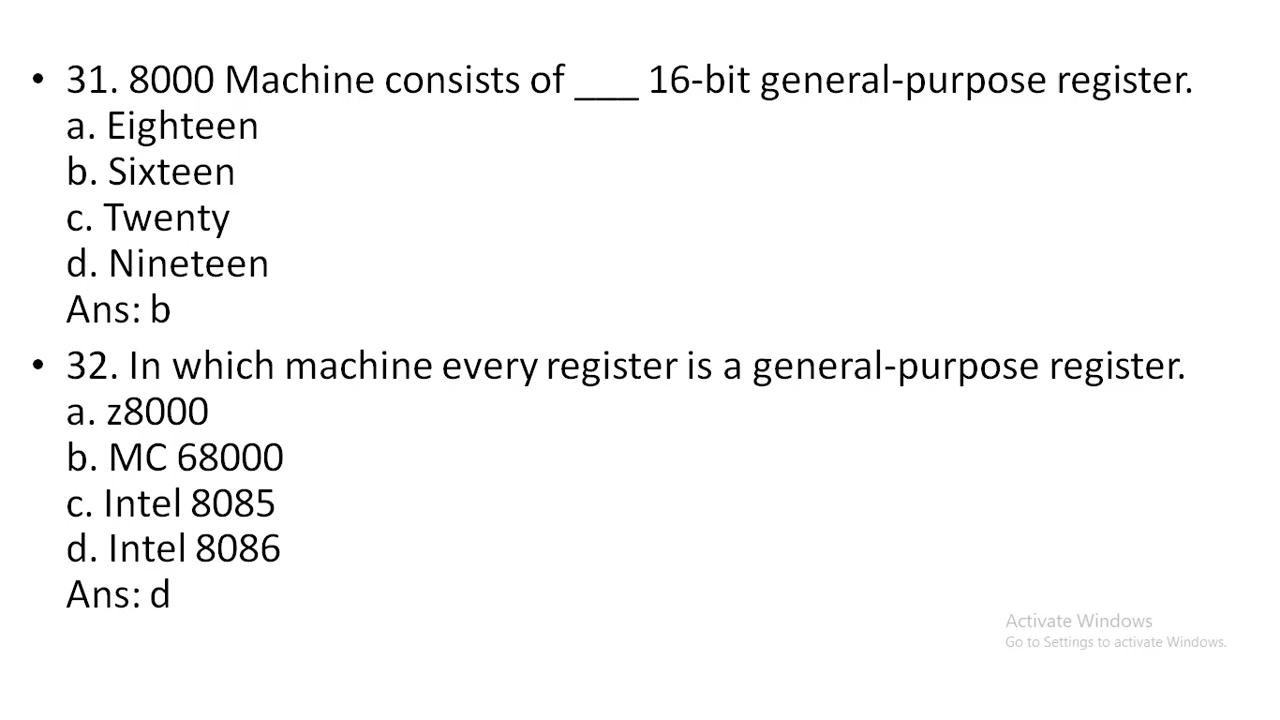 • 31. 8000 Machine consists of ___ 16-bit general-purpose register.
a. Eighteen
b. Sixteen
c. Twenty
d. Nineteen
Ans: b
• 32. In which machine every register is a general-purpose register.
a. z8000
b. MC 68000
c. Intel 8085
d. Intel 8086
Ans: d
Activate Windows
Go to Settings to activate Windows.